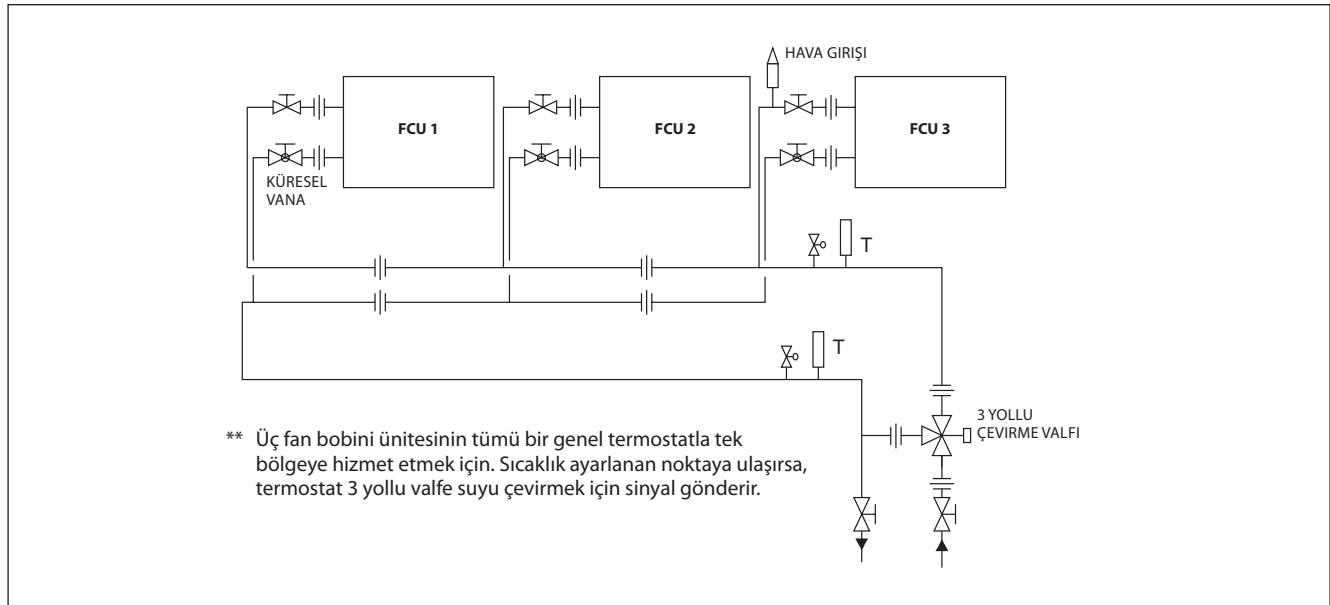 HAVA GIRIŞI
FCU 1
FCU 2
FCU 3
KÜRESEL
VANA
T
T
3 YOLLU
ÇEVIRME VALFI
** Üç fan bobini ünitesinin tümü bir genel termostatla tek
bölgeye hizmet etmek için. Sıcaklık ayarlanan noktaya ulaşırsa,
termostat 3 yollu valfe suyu çevirmek için sinyal gönderir.